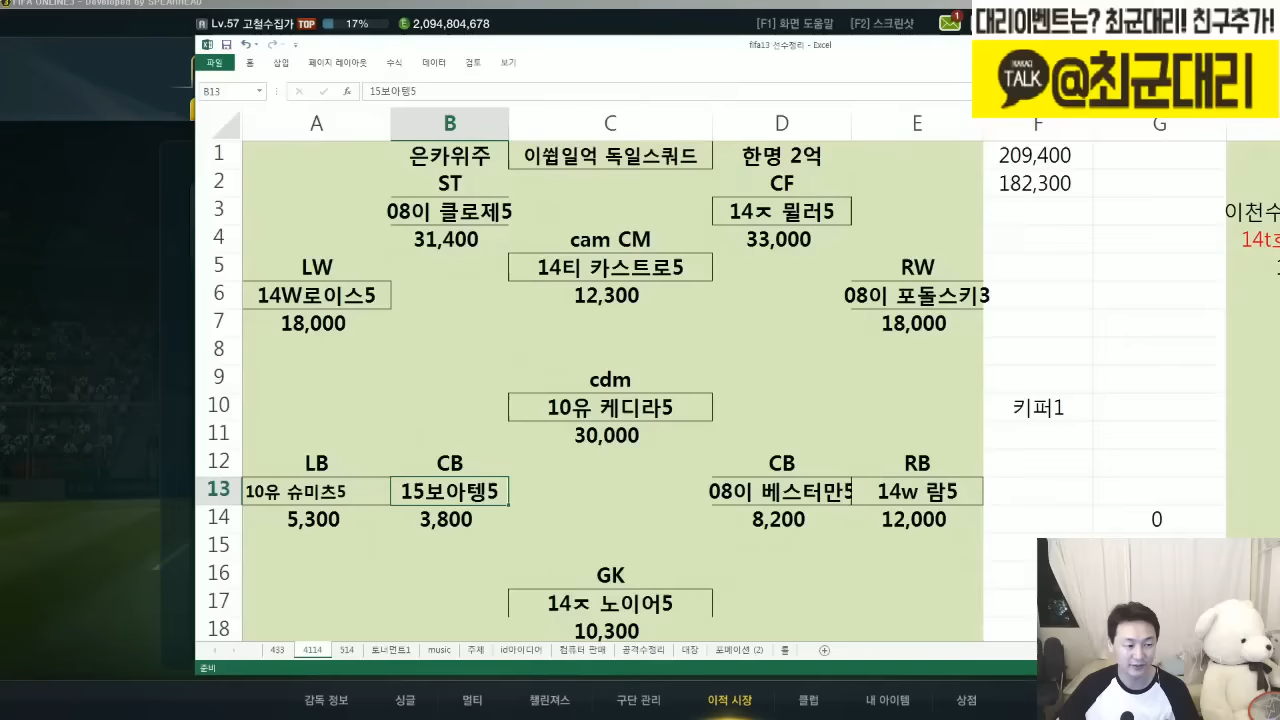 FIFA ONLINE3 - Developed by SPEARHEAD
Lv.57 고철수집가 TOP 17% E 2,094,804,678 [F1] 화면 도움말 [F2] 스크린샷 1
대리이벤트는? 최군대리! 친구추가!
TALK @최군대리
fifa13 선수정리 - Excel
파일 홈 삽입 페이지 레이아웃 수식 데이터 검토 보기
B13 fx 15보아텡5
A B C D E F G
1 은카위주 이씹일억 독일스쿼드 한명 2억 209,400
2 ST CF 182,300
3 08이 클로제5 14ㅈ 뮐러5 이천수
4 31,400 cam CM 33,000
5 LW 14티 카스트로5 RW
6 14W로이스5 12,300 08이 포돌스키3
7 18,000 18,000
8
9 cdm
10 10유 케디라5 키퍼1
11 30,000
12 LB CB CB RB
13 10유 슈미츠5 15보아텡5 08이 베스터만5 14w 람5
14 5,300 3,800 8,200 12,000 0
15
16 GK
17 14ㅈ 노이어5
18 10,300
433 4114 514 토너먼트1 music 주제 id아이디어 컴퓨터 판매 공격수정리 대장 포메이션 (2) 룰
준비
감독 정보 싱글 멀티 챌린저스 구단 관리 이적 시장 클럽 내 아이템 상점